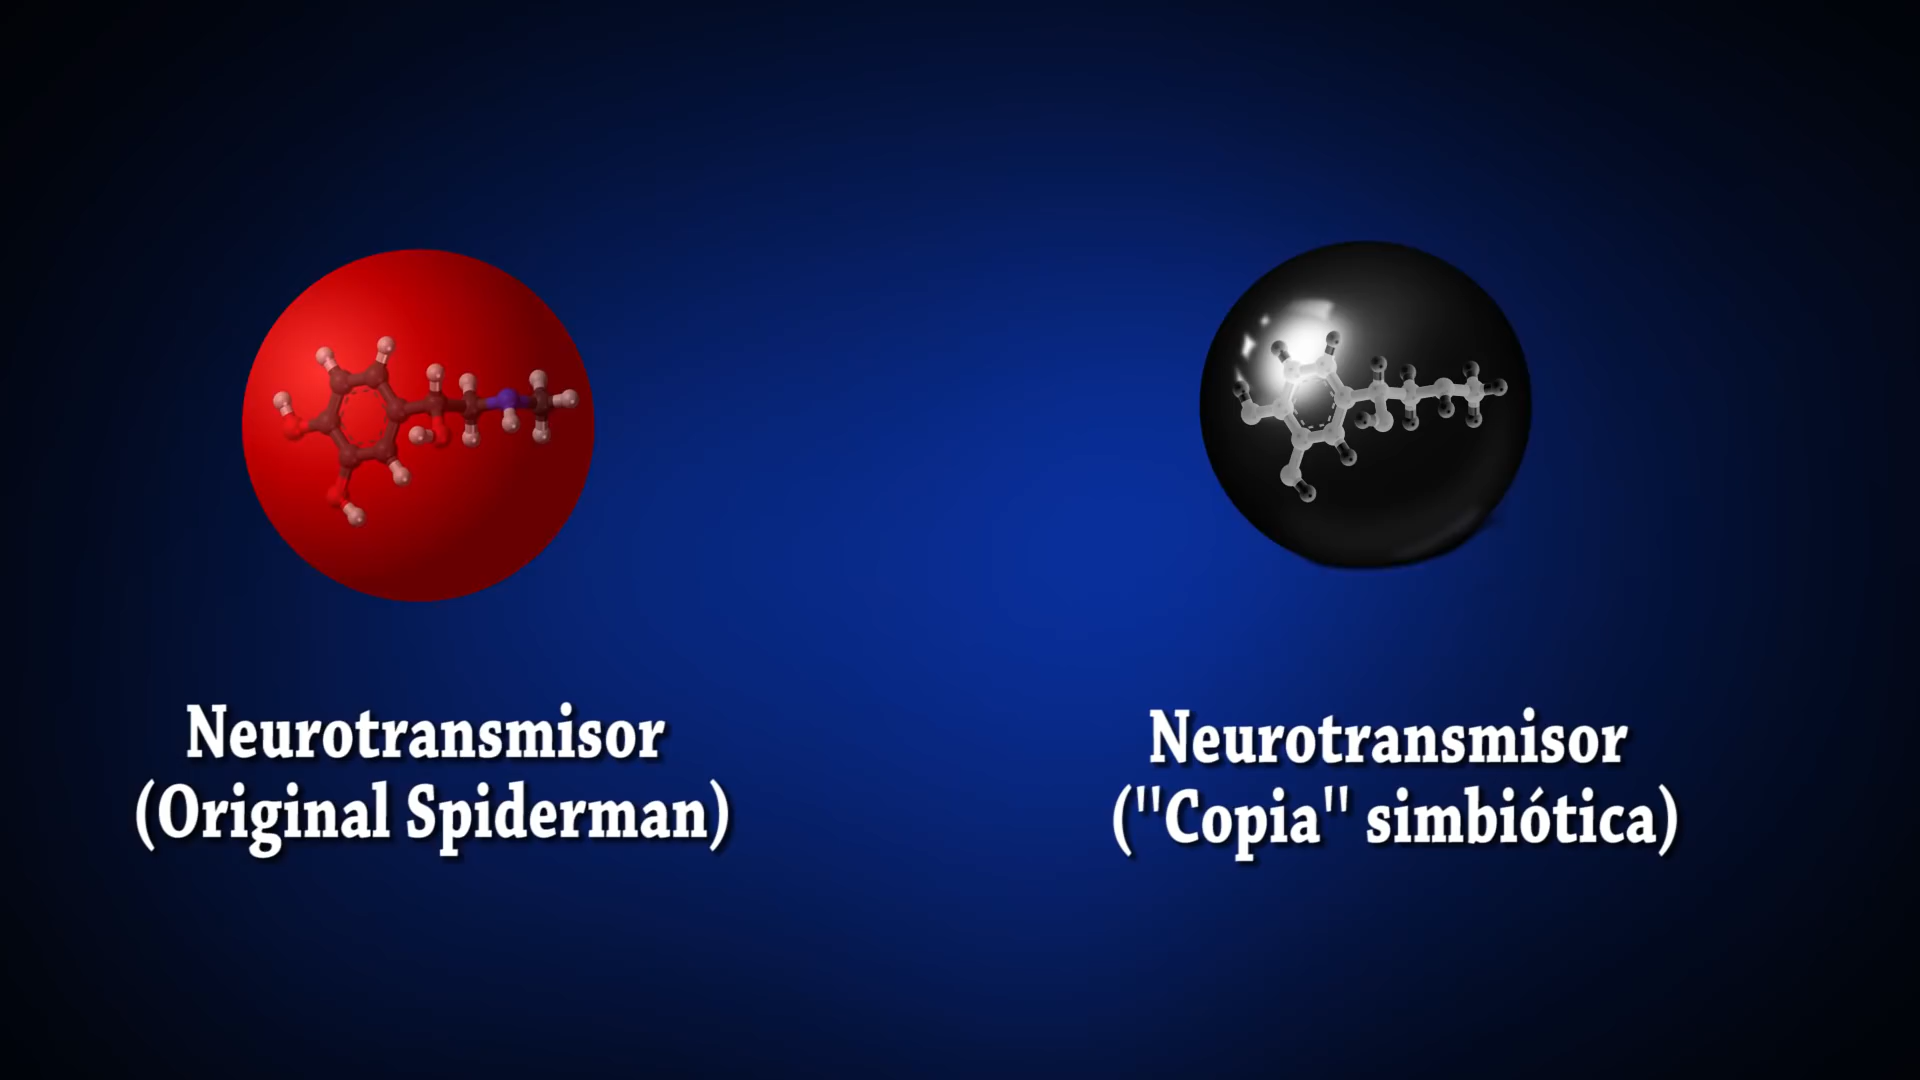 Neurotransmisor
(Original Spiderman)
Neurotransmisor
("Copia" simbiótica)